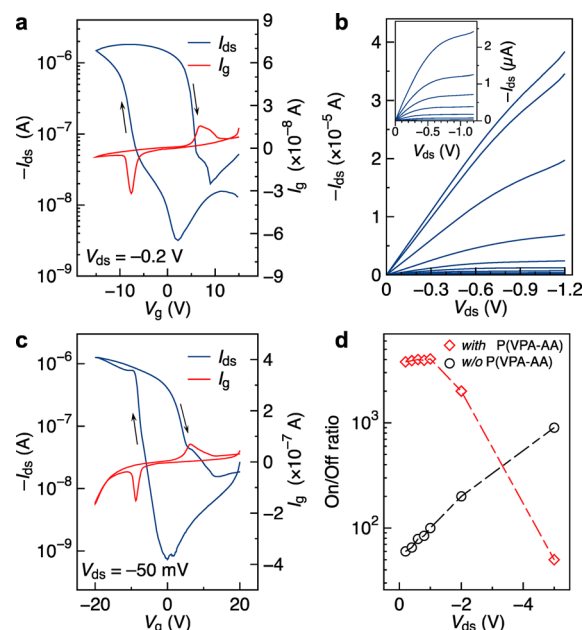 a
I_ds
I_g
10⁻⁶
10⁻⁷
10⁻⁸
10⁻⁹
−I_ds (A)
9
6
3
0
−3
−6
−9
I_g (×10⁻⁸ A)
V_ds = −0.2 V
−10
0
10
V_g (V)
b
4
3
2
1
0
−I_ds (×10⁻⁵ A)
2
1
0
−I_ds (µA)
0
−0.6
−1.2
V_ds (V)
0
−0.3
−0.6
−0.9
−1.2
V_ds (V)
c
I_ds
I_g
10⁻⁶
10⁻⁷
10⁻⁸
10⁻⁹
−I_ds (A)
4
2
0
−2
−4
I_g (×10⁻⁷ A)
V_ds = −50 mV
−20
−10
0
10
20
V_g (V)
d
with P(VPA-AA)
w/o P(VPA-AA)
10³
10²
On/Off ratio
0
−2
−4
V_ds (V)